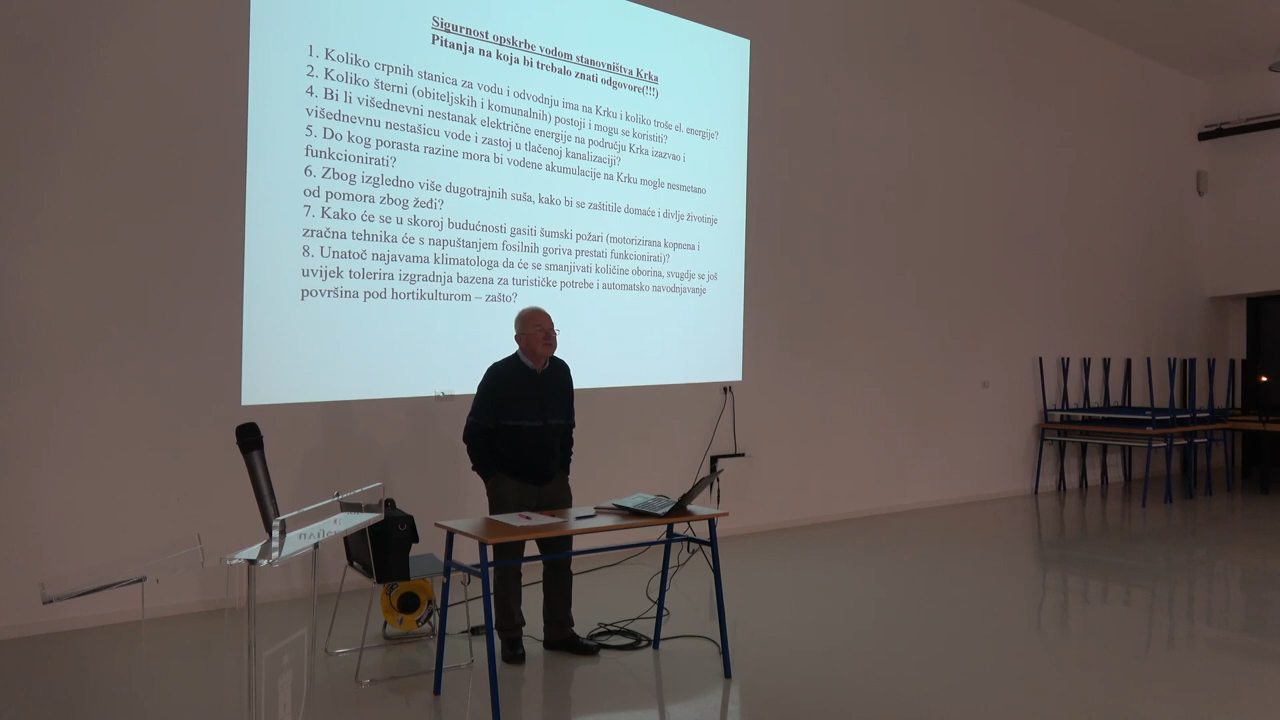 Sigurnost opskrbe vodom stanovništva Krka
Pitanja na koja bi trebalo znati odgovore(!!!)
1. Koliko crpnih stanica za vodu i odvodnju ima na Krku i koliko troše el. energije?
2. Koliko šterni (obiteljskih i komunalnih) postoji i mogu se koristiti?
4. Bi li višednevni nestanak električne energije na području Krka izazvao i
višednevnu nestašicu vode i zastoj u tlačenoj kanalizaciji?
5. Do kog porasta razine mora bi vodene akumulacije na Krku mogle nesmetano
funkcionirati?
6. Zbog izgledno više dugotrajnih suša, kako bi se zaštitile domaće i divlje životinje
od pomora zbog žeđi?
7. Kako će se u skoroj budućnosti gasiti šumski požari (motorizirana kopnena i
zračna tehnika će s napuštanjem fosilnih goriva prestati funkcionirati)?
8. Unatoč najavama klimatologa da će se smanjivati količine oborina, svugdje se još
uvijek tolerira izgradnja bazena za turističke potrebe i automatsko navodnjavanje
površina pod hortikulturom – zašto?